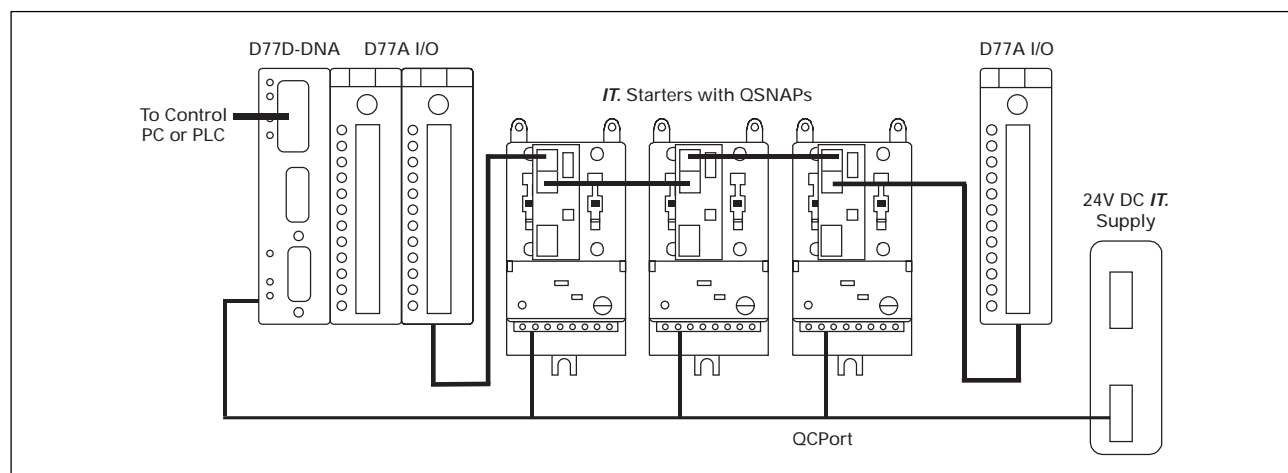 D77D-DNA
D77A I/O
D77A I/O
IT. Starters with QSNAPs
To Control
PC or PLC
24V DC IT.
Supply
QCPort